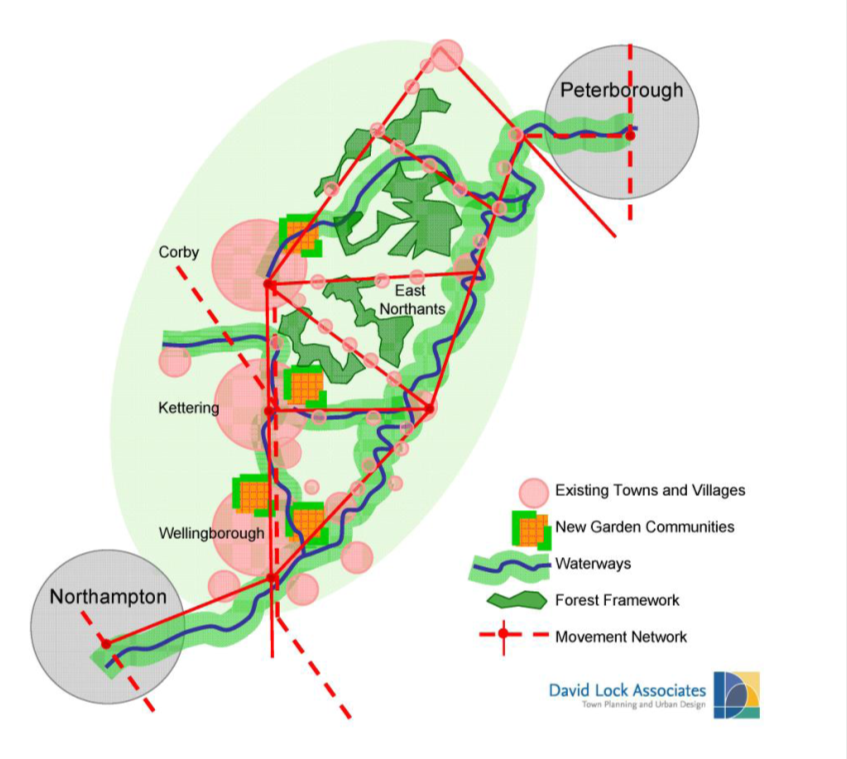 Peterborough
Corby
East
Northants
Kettering
Existing Towns and Villages
New Garden Communities
Wellingborough
Waterways
Northampton
Forest Framework
Movement Network
David Lock Associates
Town Planning and Urban Design